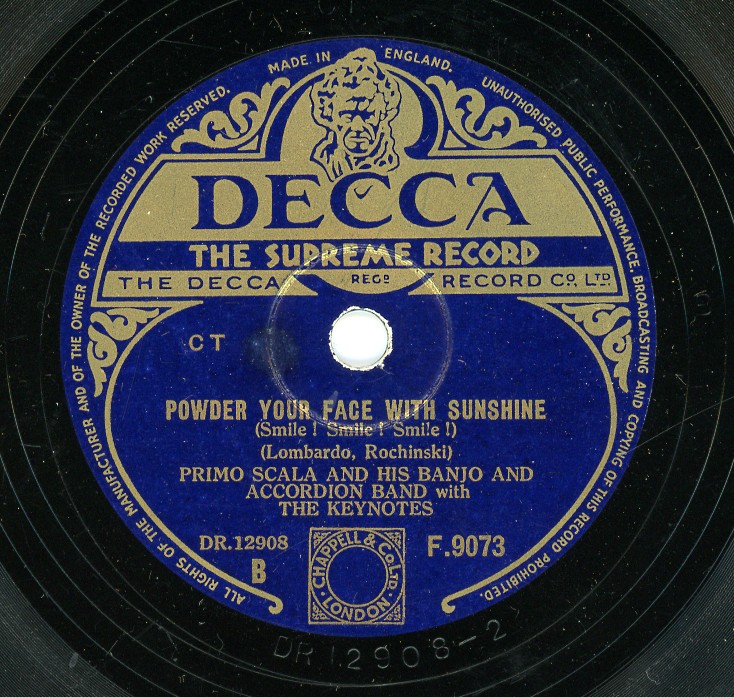 MADE IN ENGLAND.
ALL RIGHTS OF THE MANUFACTURER AND OF THE OWNER OF THE RECORDED WORK RESERVED.
UNAUTHORISED PUBLIC PERFORMANCE, BROADCASTING AND COPYING OF THIS RECORD PROHIBITED.
DECCA
THE SUPREME RECORD
THE DECCA REGD RECORD CO. LTD.
CT
POWDER YOUR FACE WITH SUNSHINE
(Smile! Smile! Smile!)
(Lombardo, Rochinski)
PRIMO SCALA AND HIS BANJO AND
ACCORDION BAND with
THE KEYNOTES
DR.12908
B
F.9073
CHAPPELL & CO. LTD
LONDON
DR12908-2